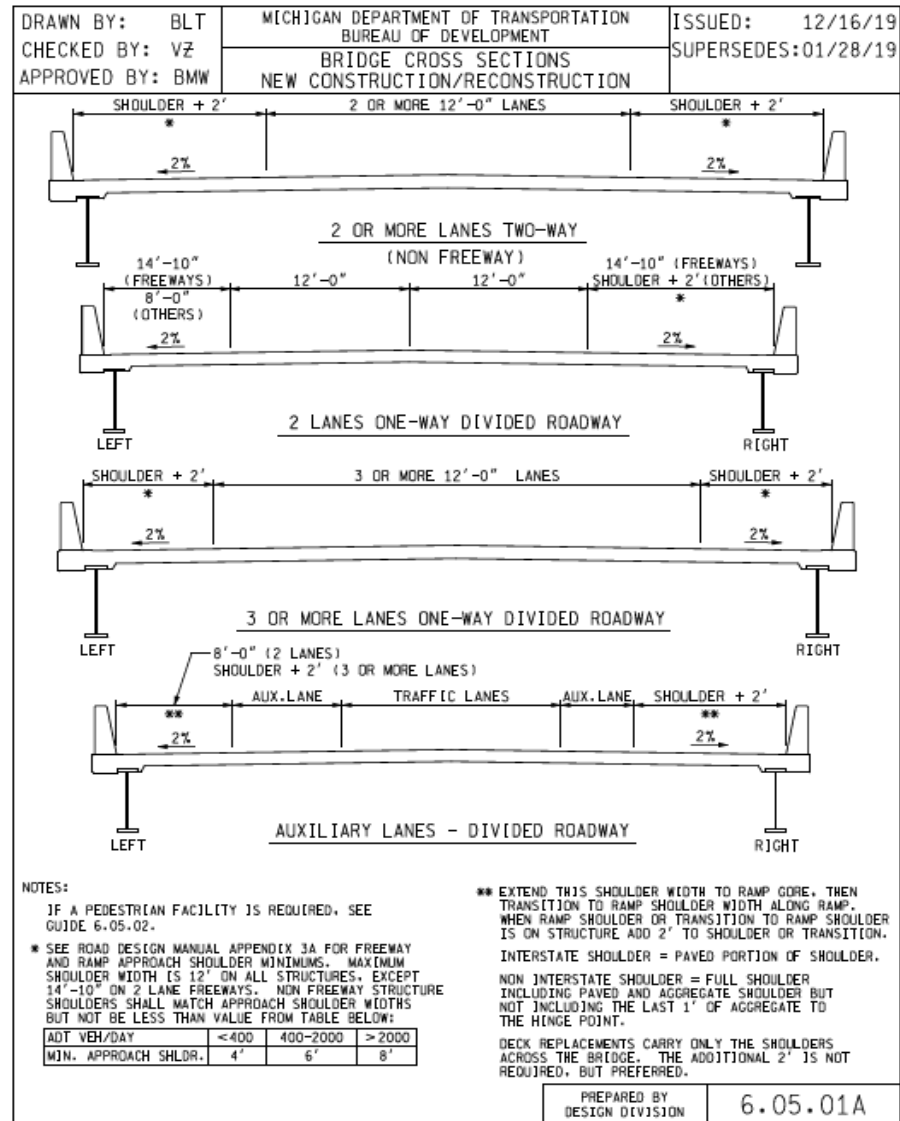 DRAWN BY: BLT
CHECKED BY: VZ
APPROVED BY: BMW
MICHIGAN DEPARTMENT OF TRANSPORTATION
BUREAU OF DEVELOPMENT
BRIDGE CROSS SECTIONS
NEW CONSTRUCTION/RECONSTRUCTION
ISSUED: 12/16/19
SUPERSEDES:01/28/19
SHOULDER + 2' 2 OR MORE 12'-0" LANES SHOULDER + 2'
* *
2% 2%
2 OR MORE LANES TWO-WAY
(NON FREEWAY)
14'-10"
(FREEWAYS)
8'-0"
(OTHERS)
12'-0" 12'-0"
14'-10" (FREEWAYS)
SHOULDER + 2'(OTHERS)
*
2% 2%
LEFT RIGHT
2 LANES ONE-WAY DIVIDED ROADWAY
SHOULDER + 2' 3 OR MORE 12'-0" LANES SHOULDER + 2'
* *
2% 2%
3 OR MORE LANES ONE-WAY DIVIDED ROADWAY
LEFT RIGHT
8'-0" (2 LANES)
SHOULDER + 2' (3 OR MORE LANES)
AUX.LANE TRAFFIC LANES AUX.LANE SHOULDER + 2'
** **
2% 2%
AUXILIARY LANES - DIVIDED ROADWAY
LEFT RIGHT
NOTES:
IF A PEDESTRIAN FACILITY IS REQUIRED, SEE
GUIDE 6.05.02.
* SEE ROAD DESIGN MANUAL APPENDIX 3A FOR FREEWAY
AND RAMP APPROACH SHOULDER MINIMUMS. MAXIMUM
SHOULDER WIDTH IS 12' ON ALL STRUCTURES, EXCEPT
14'-10" ON 2 LANE FREEWAYS. NON FREEWAY STRUCTURE
SHOULDERS SHALL MATCH APPROACH SHOULDER WIDTHS
BUT NOT BE LESS THAN VALUE FROM TABLE BELOW:
ADT VEH/DAY <400 400-2000 >2000
MIN. APPROACH SHLDR. 4' 6' 8'
** EXTEND THIS SHOULDER WIDTH TO RAMP GORE, THEN
TRANSITION TO RAMP SHOULDER WIDTH ALONG RAMP.
WHEN RAMP SHOULDER OR TRANSITION TO RAMP SHOULDER
IS ON STRUCTURE ADD 2' TO SHOULDER OR TRANSITION.
INTERSTATE SHOULDER = PAVED PORTION OF SHOULDER.
NON INTERSTATE SHOULDER = FULL SHOULDER
INCLUDING PAVED AND AGGREGATE SHOULDER BUT
NOT INCLUDING THE LAST 1' OF AGGREGATE TO
THE HINGE POINT.
DECK REPLACEMENTS CARRY ONLY THE SHOULDERS
ACROSS THE BRIDGE. THE ADDITIONAL 2' IS NOT
REQUIRED, BUT PREFERRED.
PREPARED BY
DESIGN DIVISION
6.05.01A